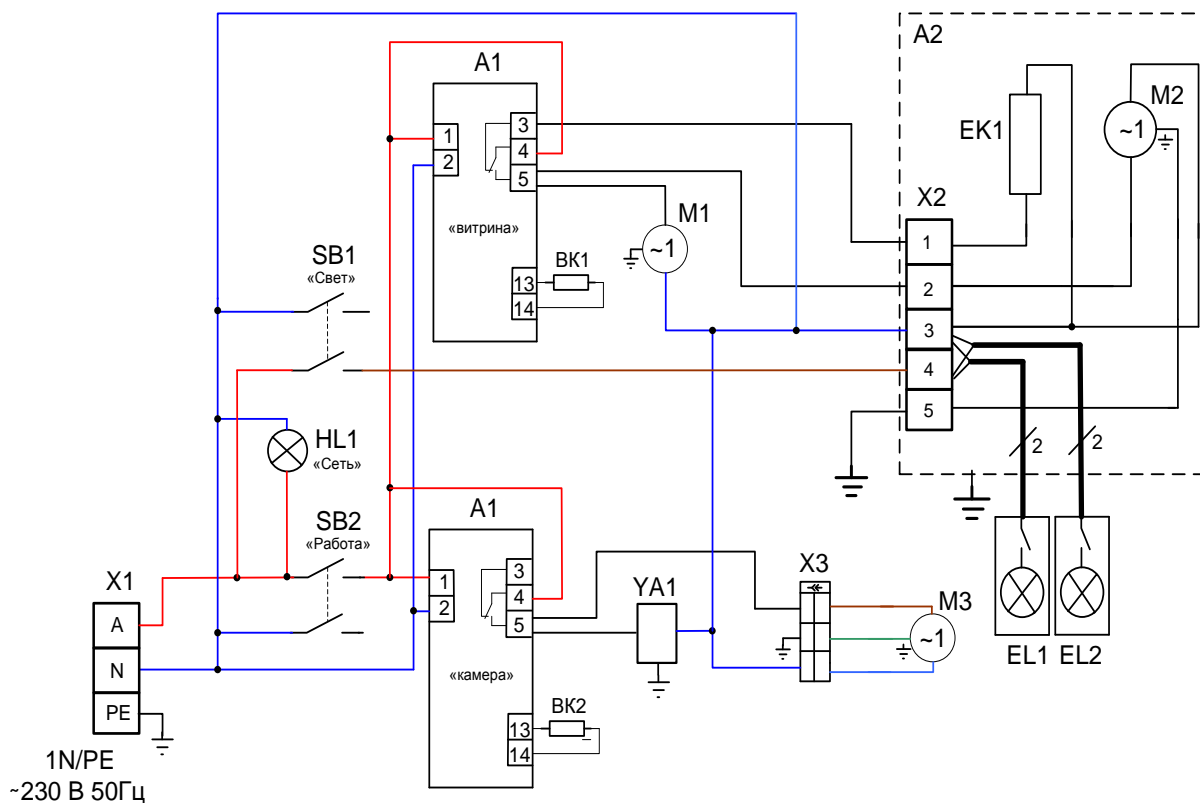 A2
A1
M2
EK1
~1
1
2
3
4
5
X2
«витрина»
M1
~1
13
14
BK1
SB1
«Свет»
1
2
3
4
5
HL1
«Сеть»
2
2
A1
SB2
«Работа»
X1
A
N
PE
1
2
3
4
5
YA1
X3
M3
~1
EL1
EL2
«камера»
13
14
BK2
1N/PE
~230 В 50Гц